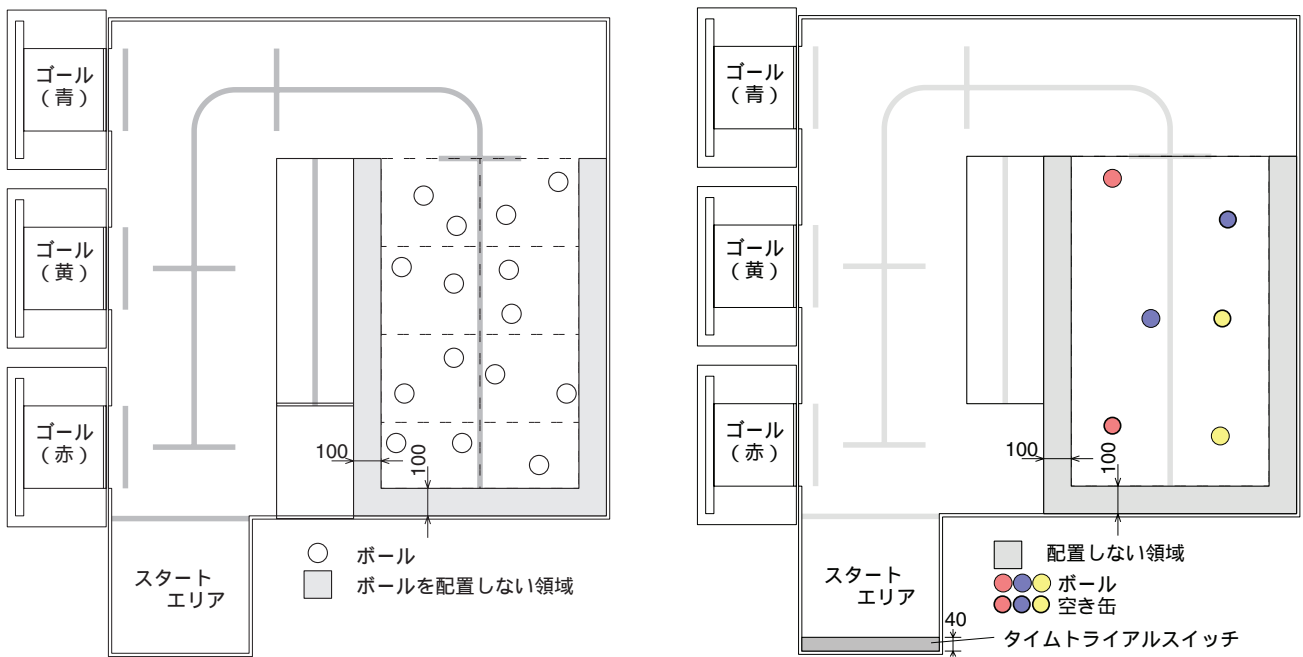 ゴール
（青）
ゴール
（黄）
ゴール
（赤）
100
100
スタート
エリア
ボール
ボールを配置しない領域
ゴール
（青）
ゴール
（黄）
ゴール
（赤）
100
100
スタート
エリア
配置しない領域
ボール
空き缶
40
タイムトライアルスイッチ